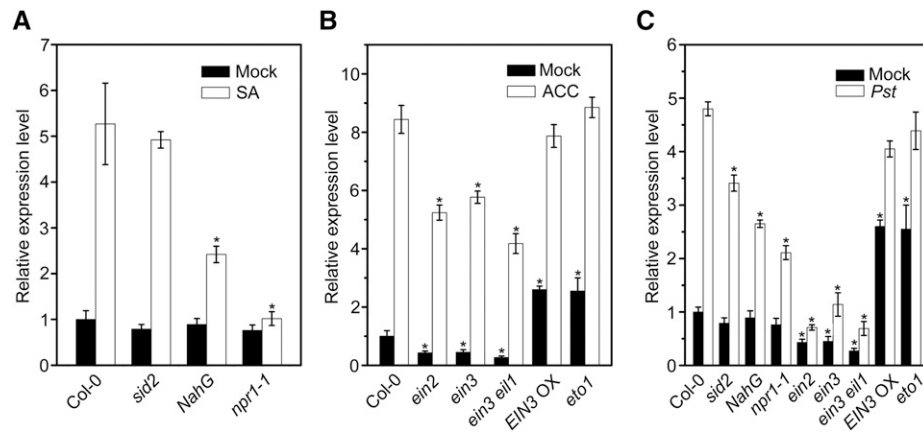 A
Relative expression level
7
6
5
4
3
2
1
0
Mock
SA
*
*
Col-0
sid2
NahG
npr1-1
B
Relative expression level
10
8
6
4
2
0
Mock
ACC
*
*
*
*
*
*
*
*
Col-0
ein2
ein3
ein3 eil1
EIN3 OX
eto1
C
Relative expression level
6
5
4
3
2
1
0
Mock
Pst
*
*
*
*
*
*
*
*
*
*
*
Col-0
sid2
NahG
npr1-1
ein2
ein3
ein3 eil1
EIN3 OX
eto1